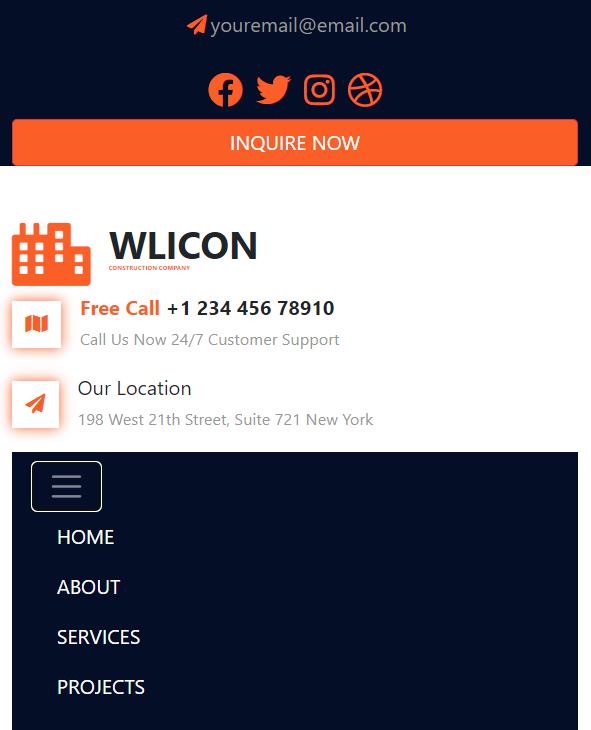 youremail@email.com
INQUIRE NOW
WLICON
CONSTRUCTION COMPANY
Free Call +1 234 456 78910
Call Us Now 24/7 Customer Support
Our Location
198 West 21th Street, Suite 721 New York
HOME
ABOUT
SERVICES
PROJECTS